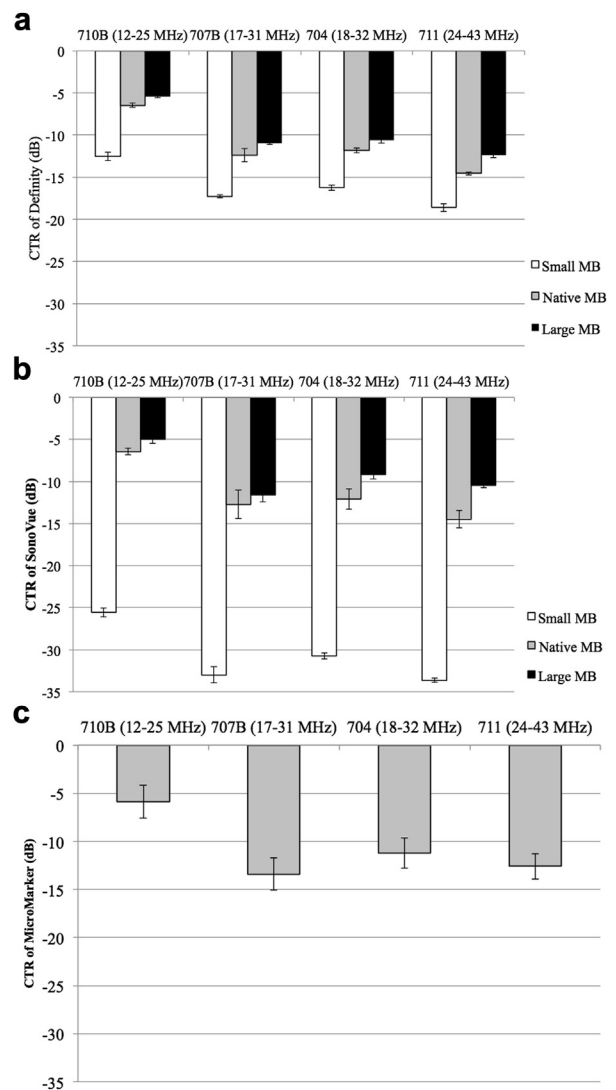 a
710B (12-25 MHz) 707B (17-31 MHz) 704 (18-32 MHz) 711 (24-43 MHz)
0
-5
-10
-15
-20
-25
-30
-35
CTR of Definity (dB)
Small MB
Native MB
Large MB
b
710B (12-25 MHz) 707B (17-31 MHz) 704 (18-32 MHz) 711 (24-43 MHz)
0
-5
-10
-15
-20
-25
-30
-35
CTR of SonoVue (dB)
Small MB
Native MB
Large MB
c
710B (12-25 MHz) 707B (17-31 MHz) 704 (18-32 MHz) 711 (24-43 MHz)
0
-5
-10
-15
-20
-25
-30
-35
CTR of MicroMarker (dB)